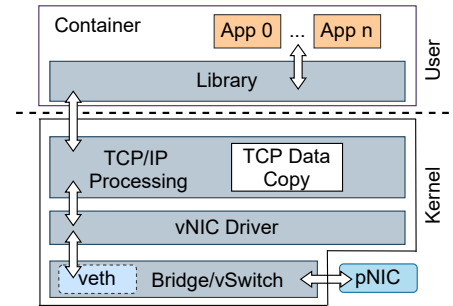 Container
App 0 ... App n
Library
User
TCP/IP
Processing
TCP Data
Copy
Kernel
vNIC Driver
veth
Bridge/vSwitch
pNIC